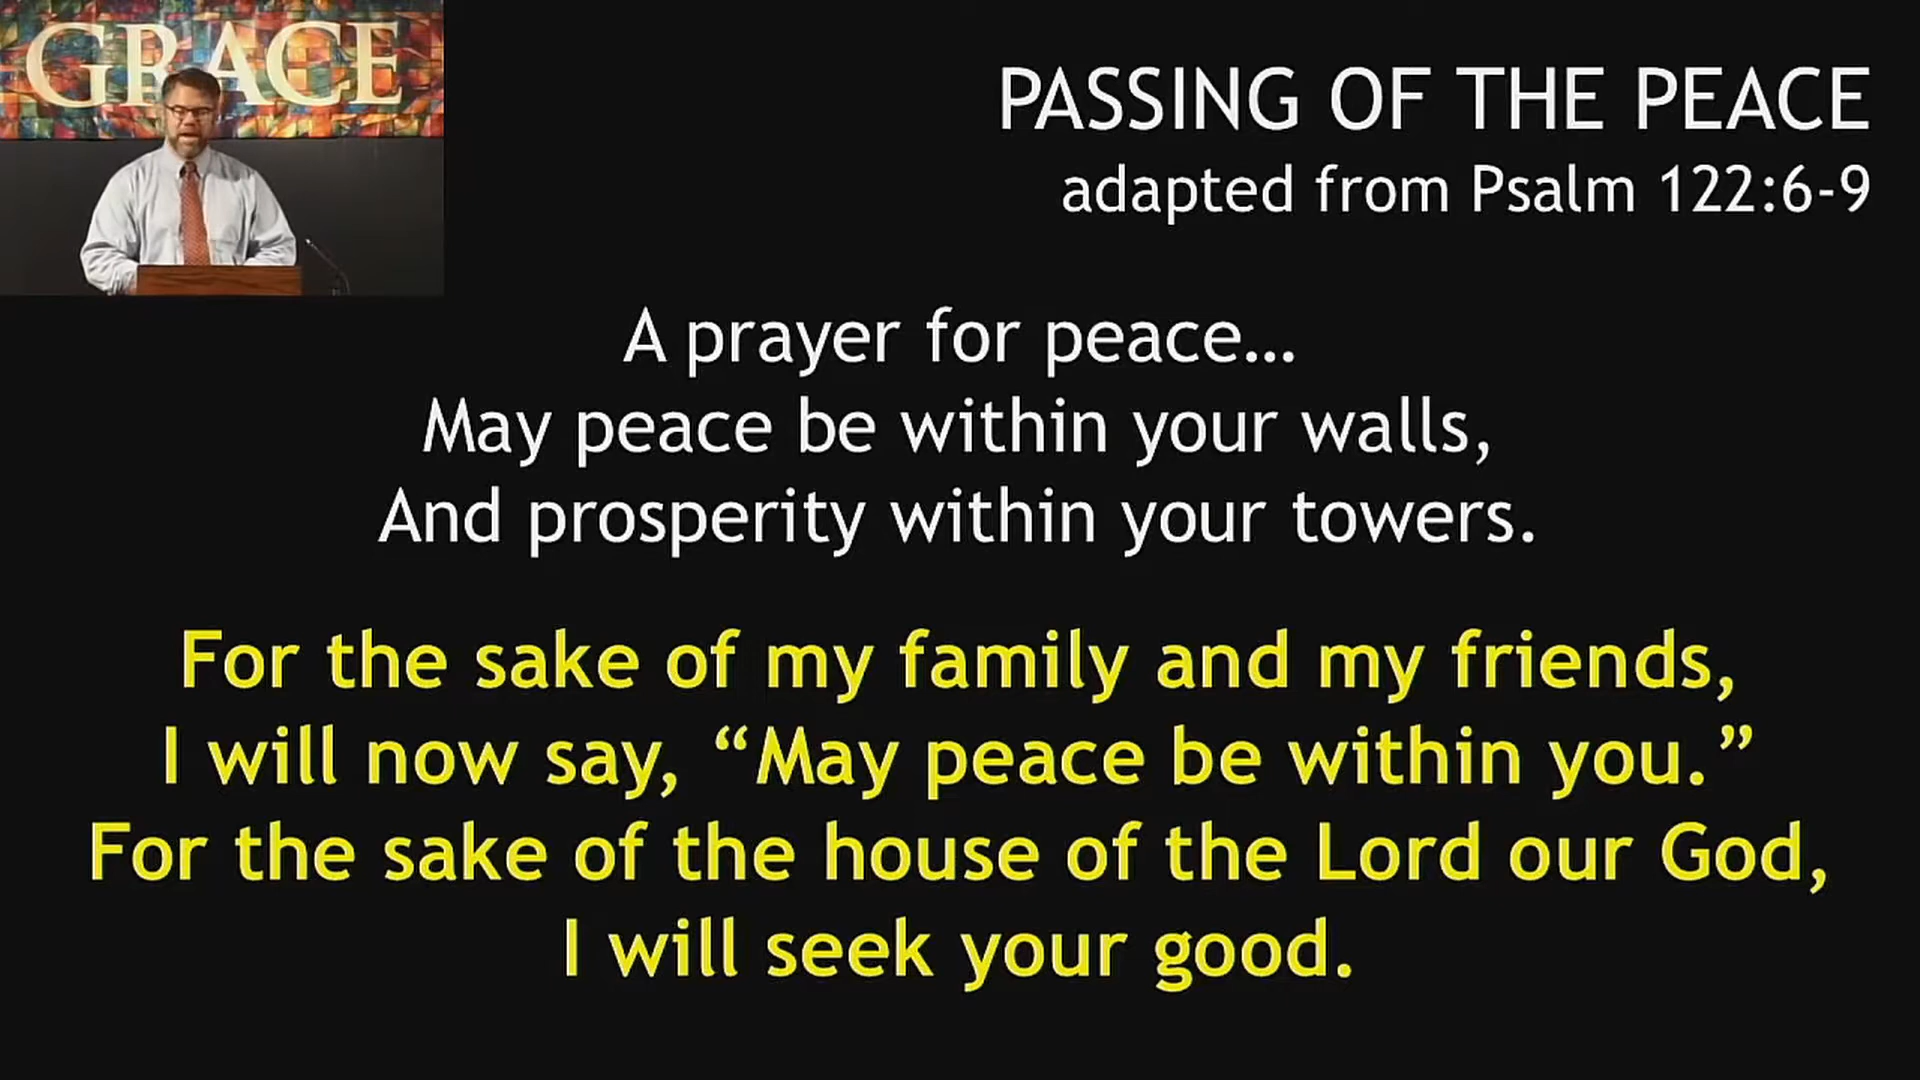 GRACE
PASSING OF THE PEACE
adapted from Psalm 122:6-9
A prayer for peace…
May peace be within your walls,
And prosperity within your towers.
For the sake of my family and my friends,
I will now say, “May peace be within you.”
For the sake of the house of the Lord our God,
I will seek your good.